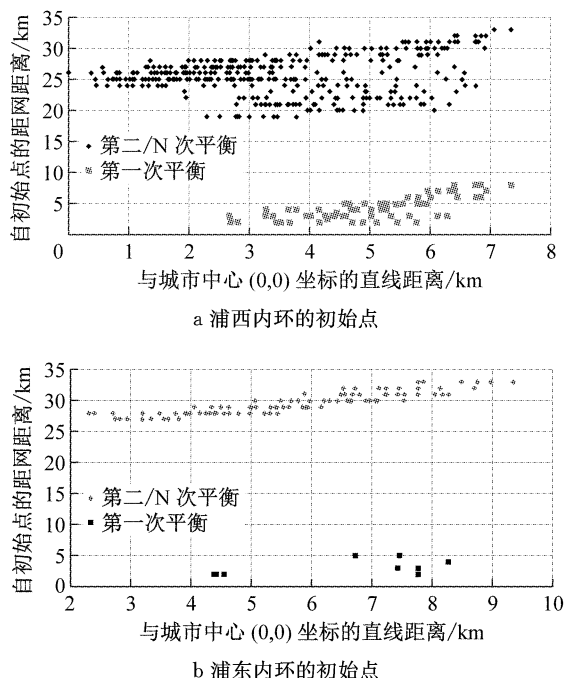 自初始点的距网距离/km
35
30
25
20
15
10
5
第二/N 次平衡
第一次平衡
0 1 2 3 4 5 6 7 8
与城市中心 (0,0) 坐标的直线距离/km
a 浦西内环的初始点
自初始点的距网距离/km
35
30
25
20
15
10
5
0
第二/N 次平衡
第一次平衡
2 3 4 5 6 7 8 9 10
与城市中心 (0,0) 坐标的直线距离/km
b 浦东内环的初始点